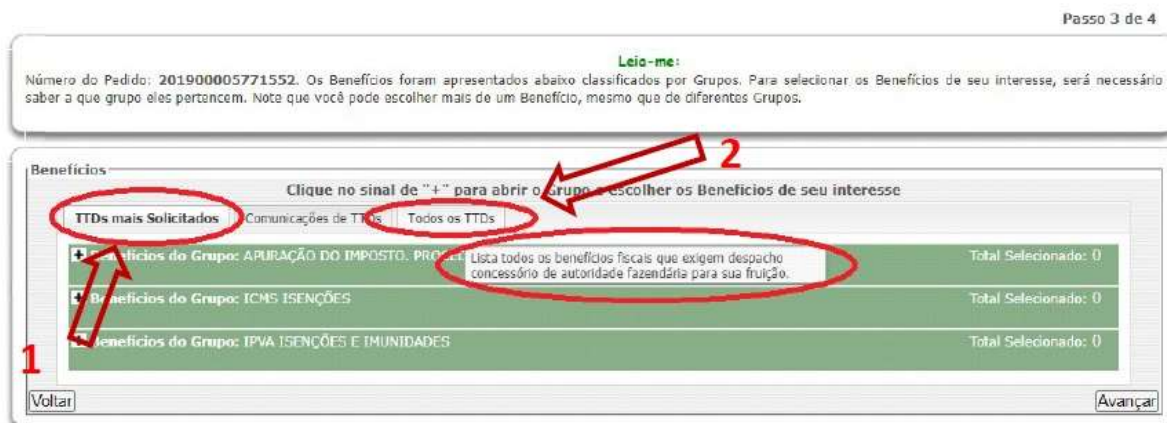 Passo 3 de 4
Leia-me:
Número do Pedido: 201900005771552. Os Benefícios foram apresentados abaixo classificados por Grupos. Para selecionar os Benefícios de seu interesse, será necessário
saber a que grupo eles pertencem. Note que você pode escolher mais de um Benefício, mesmo que de diferentes Grupos.
2
Benefícios
Clique no sinal de "+" para abrir o Grupo e escolher os Benefícios de seu interesse
TTDs mais Solicitados Comunicações de TTDs Todos os TTDs
+ Benefícios do Grupo: APURAÇÃO DO IMPOSTO. Total Selecionado: 0
Lista todos os benefícios fiscais que exigem despacho
concessório de autoridade fazendária para sua fruição.
+ Benefícios do Grupo: ICMS ISENÇÕES Total Selecionado: 0
+ Benefícios do Grupo: IPVA ISENÇÕES E IMUNIDADES Total Selecionado: 0
1
Voltar Avançar